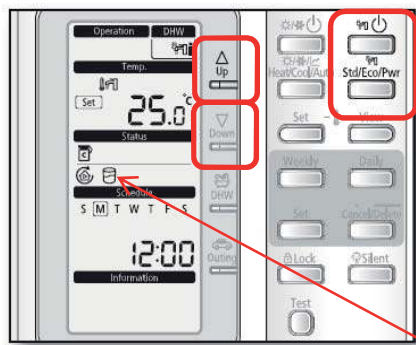 Operation DHW
Temp.
Set 25.0°C
Status
C
Schedule
S M T W T F S
12:00
Information
Up
Down
DHW
Outing
Heat/Cool/Auto
Std/Eco/Pwr
Set
View
Weekly
Daily
Set
Cancel/Delete
Lock
Silent
Test